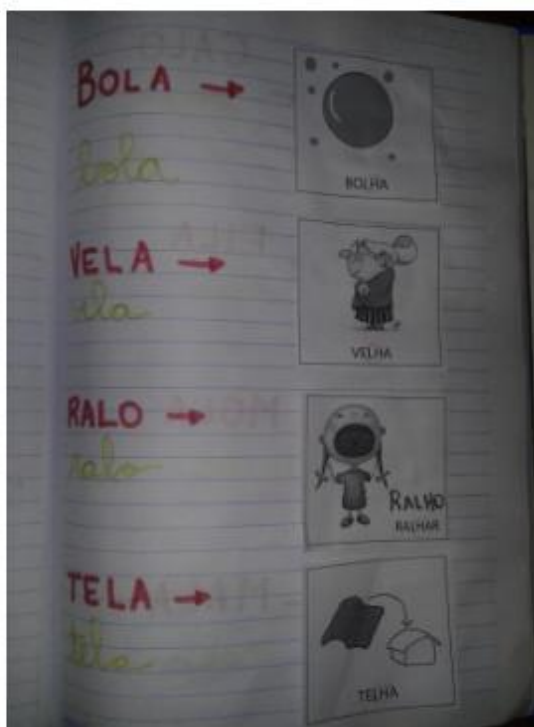 BOLA →
bola
BOLHA
VELA →
vela
VELHA
RALO →
ralo
RALHO
RALHAR
TELA →
tela
TELHA